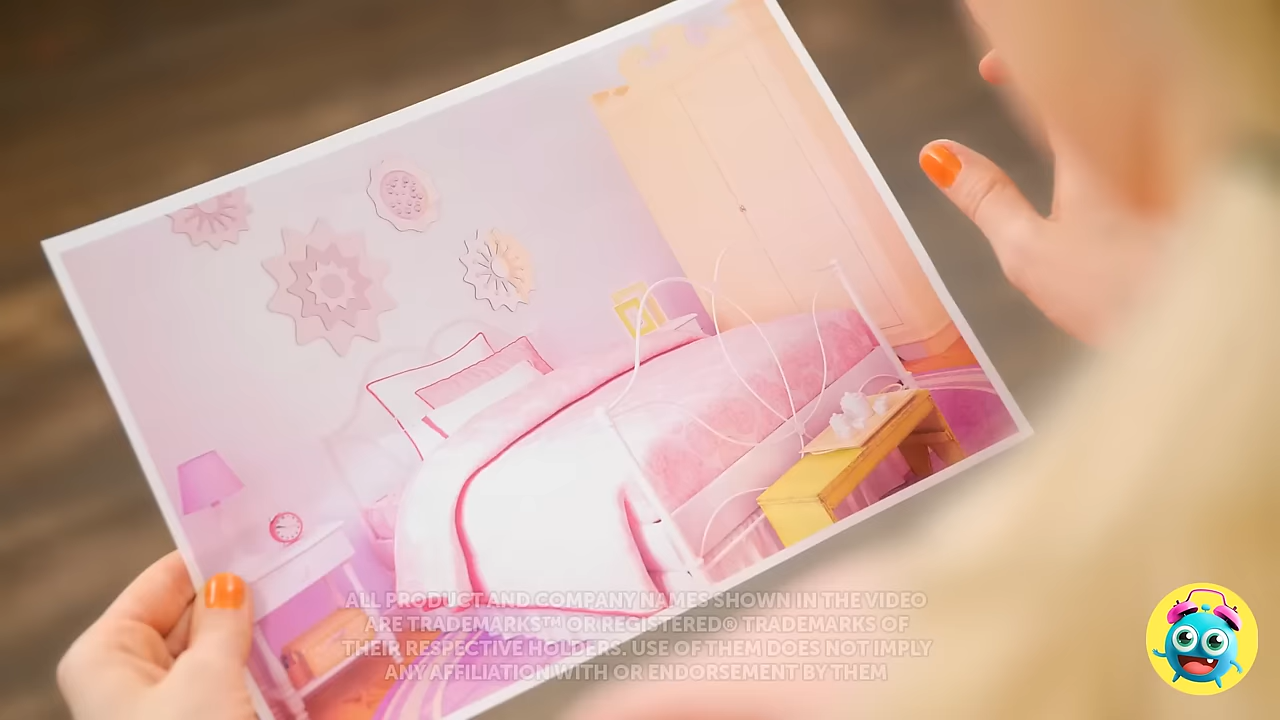 ALL PRODUCT AND COMPANY NAMES SHOWN IN THE VIDEO
ARE TRADEMARKS™ OR REGISTERED® TRADEMARKS OF
THEIR RESPECTIVE HOLDERS. USE OF THEM DOES NOT IMPLY
ANY AFFILIATION WITH OR ENDORSEMENT BY THEM